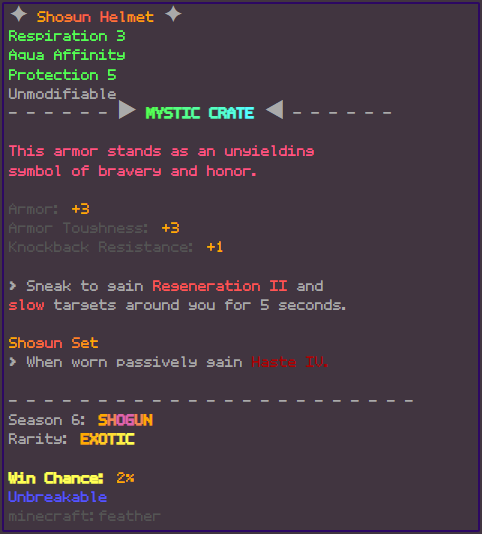 ✦ Shogun Helmet ✦
Respiration 3
Aqua Affinity
Protection 5
Unmodifiable
- - - - - - ▶ MYSTIC CRATE ◀ - - - - - -
This armor stands as an unyielding
symbol of bravery and honor.
Armor: +3
Armor Toughness: +3
Knockback Resistance: +1
> Sneak to gain Regeneration II and
slow targets around you for 5 seconds.
Shogun Set
> When worn passively gain Haste IV.
- - - - - - - - - - - - - - - - - - - - - - - -
Season 6: SHOGUN
Rarity: EXOTIC
Win Chance: 2%
Unbreakable
minecraft:feather